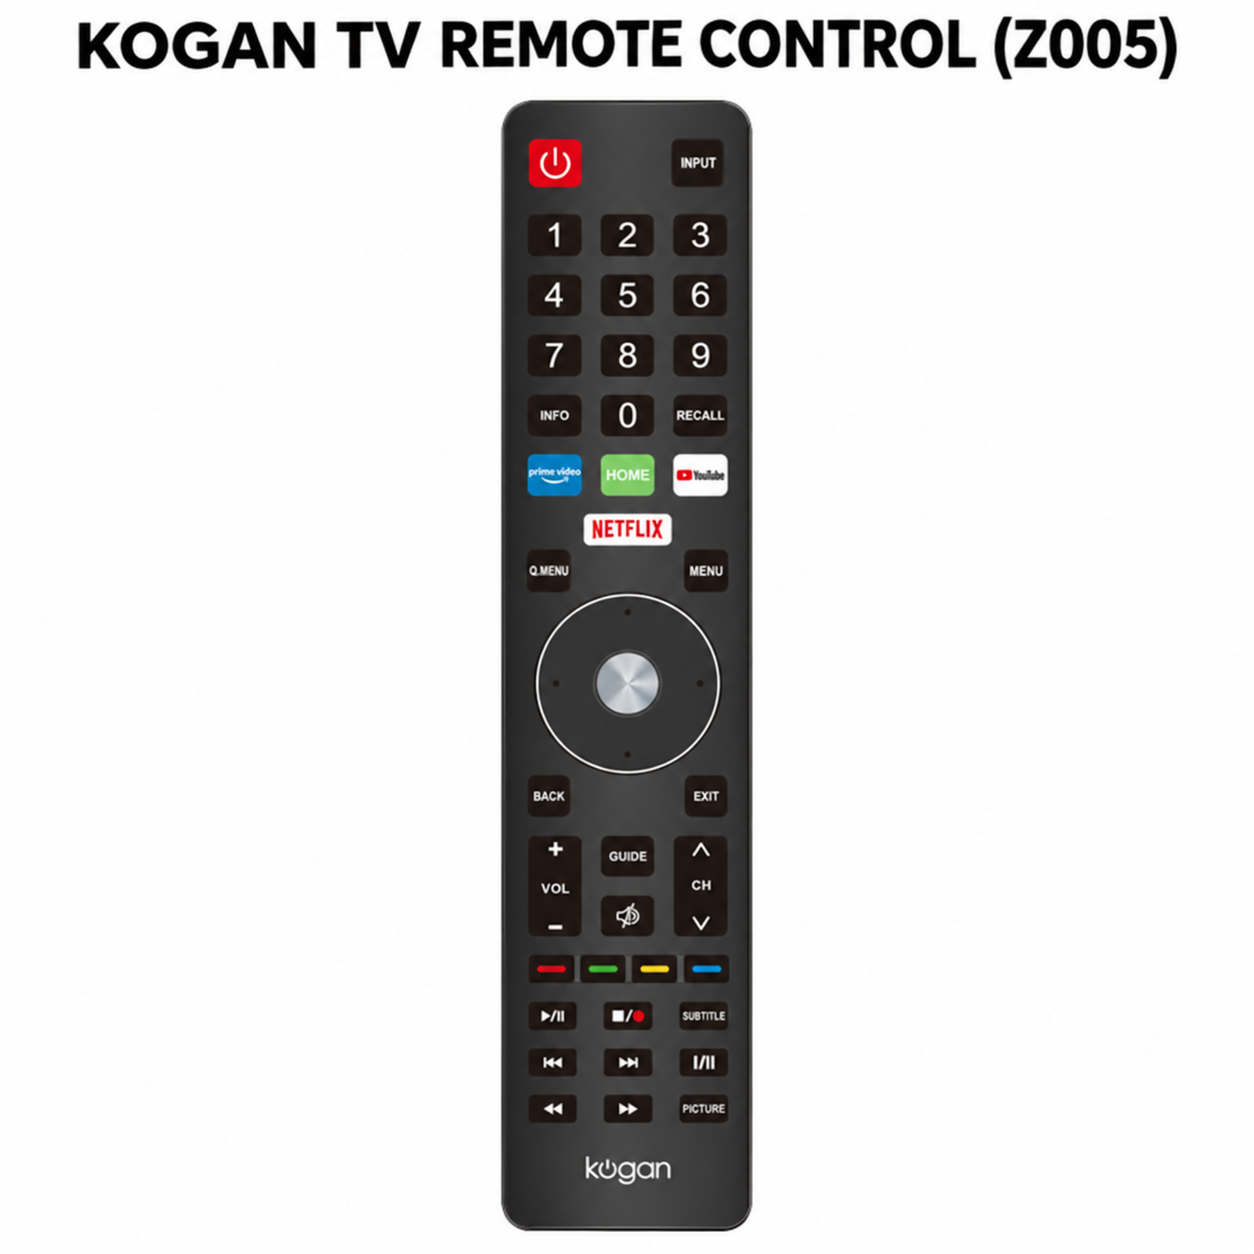 KOGAN TV REMOTE CONTROL (Z005)
INPUT
1 2 3
4 5 6
7 8 9
INFO 0 RECALL
prime video HOME YouTube
NETFLIX
Q.MENU MENU
BACK EXIT
+ GUIDE
VOL CH
−
SUBTITLE
I/II
PICTURE
kogan